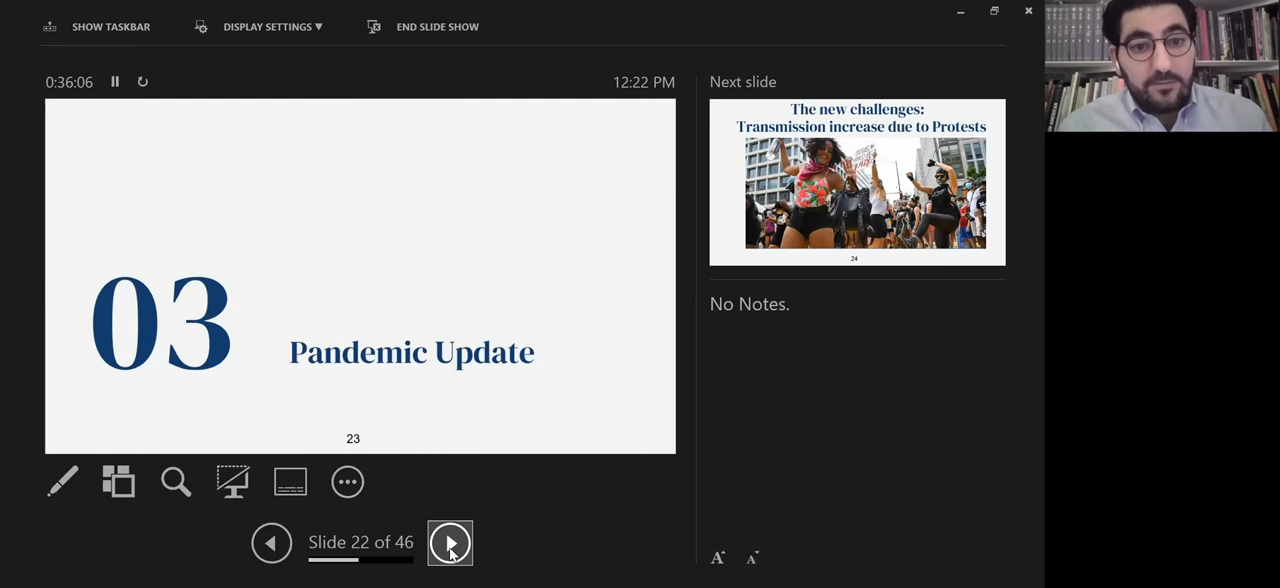 SHOW TASKBAR
DISPLAY SETTINGS ▼
END SLIDE SHOW
0:36:06
12:22 PM
Next slide
The new challenges:
Transmission increase due to Protests
24
03
Pandemic Update
23
No Notes.
Slide 22 of 46
A
A